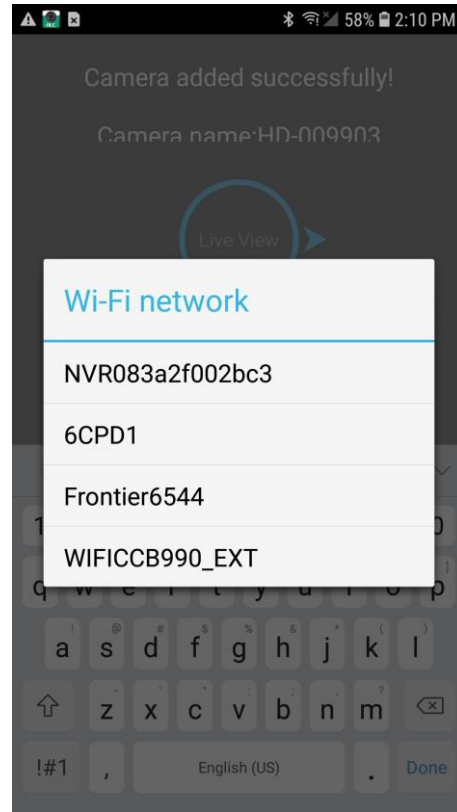 58% 2:10 PM
Camera added successfully!
Camera name:HD-009903
Live View
Wi-Fi network
NVR083a2f002bc3
6CPD1
Frontier6544
WIFICCB990_EXT
! @ # $ % & * ( )
a s d f g h j k l
z x c v b n m
!#1 , English (US) . Done